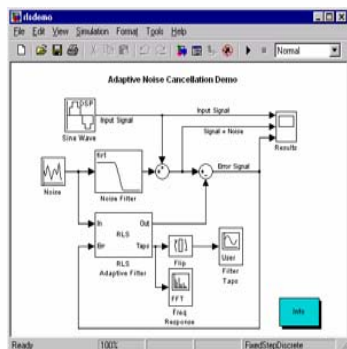 rlsdemo
File Edit View Simulation Format Tools Help
Normal
Adaptive Noise Cancellation Demo
DSP
Input Signal
Input Signal
Sine Wave
Signal + Noise
Results
Error Signal
Noise
Noise Filter
In
Out
RLS
Err
Taps
RLS
Adaptive Filter
Flip
User
Filter
Taps
FFT
Freq
Response
Info
Ready
100%
FixedStepDiscrete